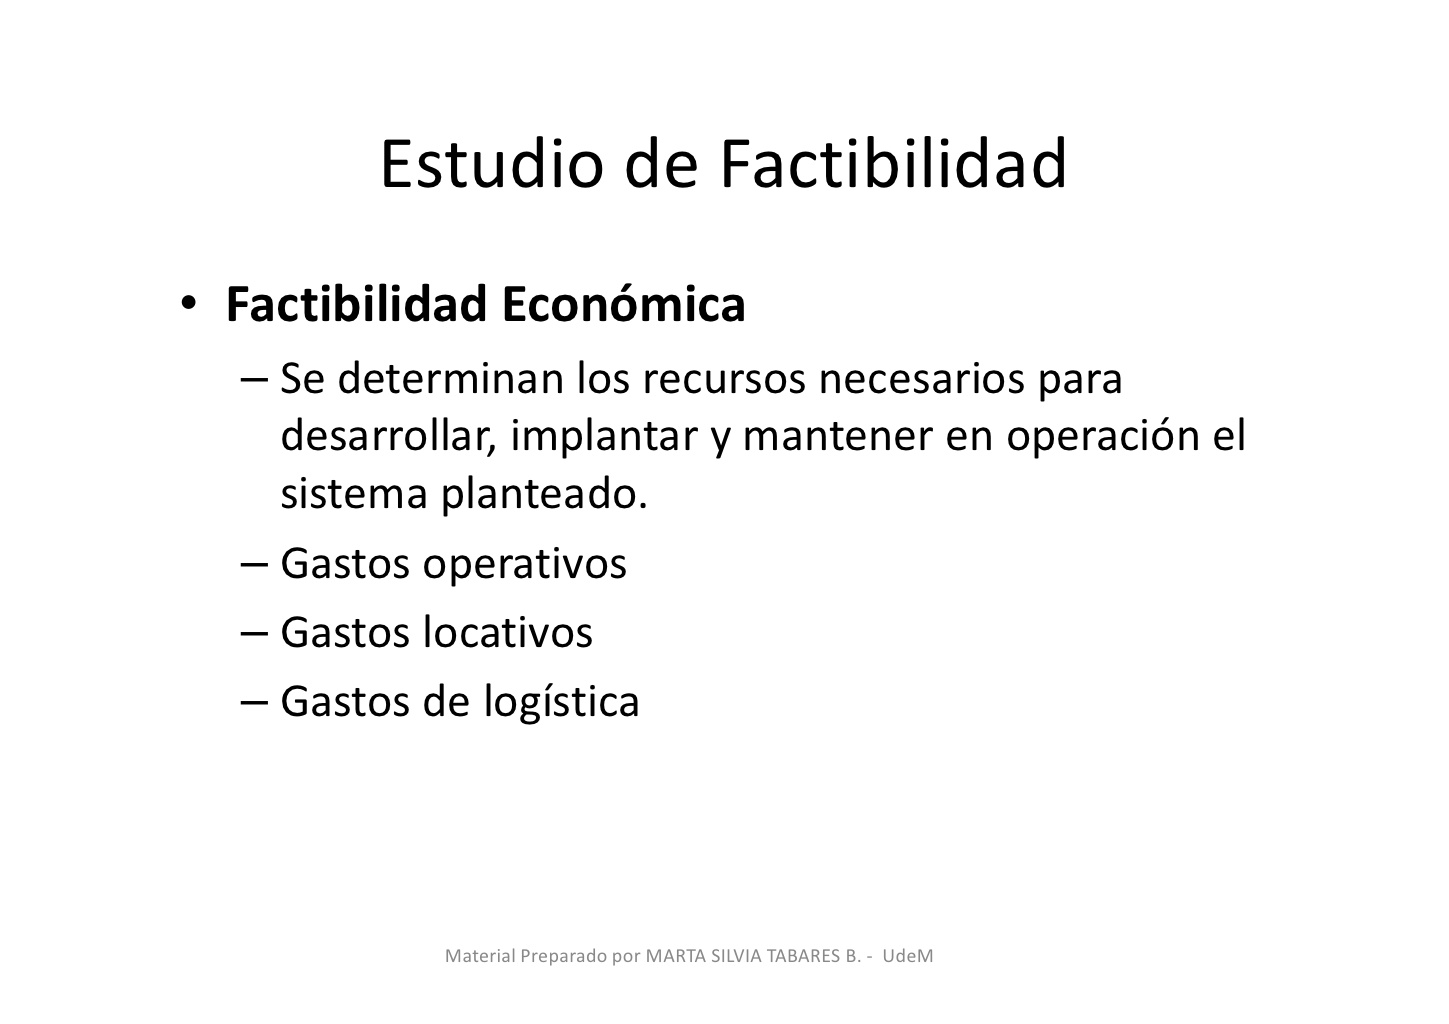 Estudio de Factibilidad
• Factibilidad Económica
– Se determinan los recursos necesarios para
desarrollar, implantar y mantener en operación el
sistema planteado.
– Gastos operativos
– Gastos locativos
– Gastos de logística
Material Preparado por MARTA SILVIA TABARES B. - UdeM